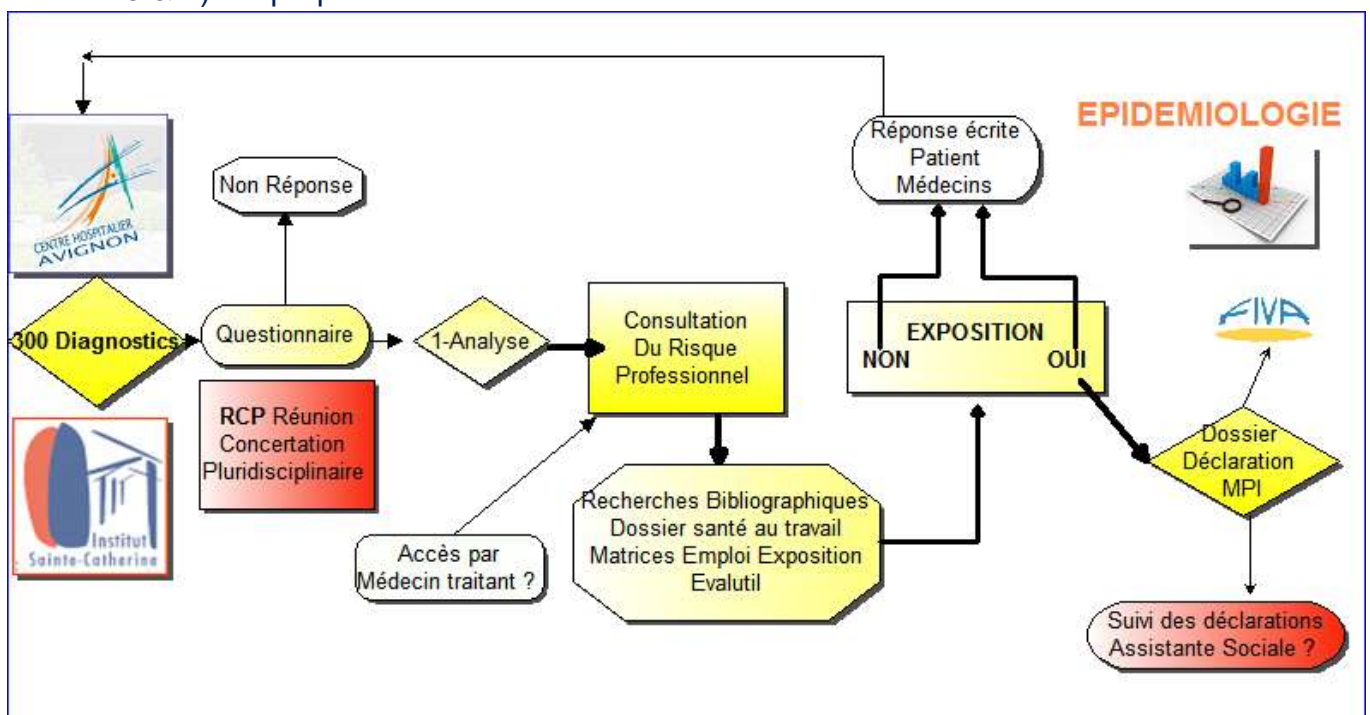 EPIDEMIOLOGIE
Réponse écrite
Patient
Médecins
Non Réponse
CENTRE HOSPITALIER
AVIGNON
FIVA
300 Diagnostics
Questionnaire
1-Analyse
Consultation
Du Risque
Professionnel
EXPOSITION
NON
OUI
RCP Réunion
Concertation
Pluridisciplinaire
Dossier
Déclaration
MPI
Institut
Sainte-Catherine
Recherches Bibliographiques
Dossier santé au travail
Matrices Emploi Exposition
Evalutil
Accès par
Médecin traitant ?
Suivi des déclarations
Assistante Sociale ?